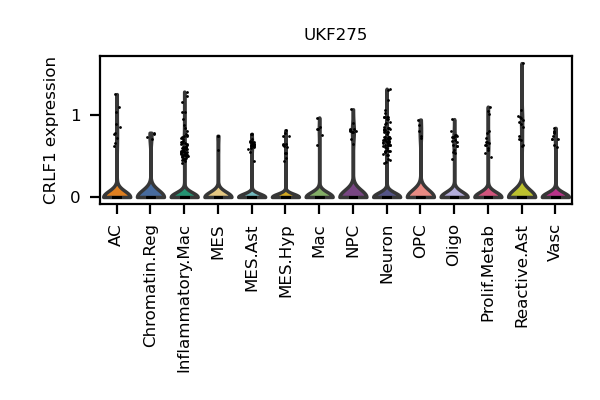 UKF275
CRLF1 expression
1
0
AC
Chromatin.Reg
Inflammatory.Mac
MES
MES.Ast
MES.Hyp
Mac
NPC
Neuron
OPC
Oligo
Prolif.Metab
Reactive.Ast
Vasc